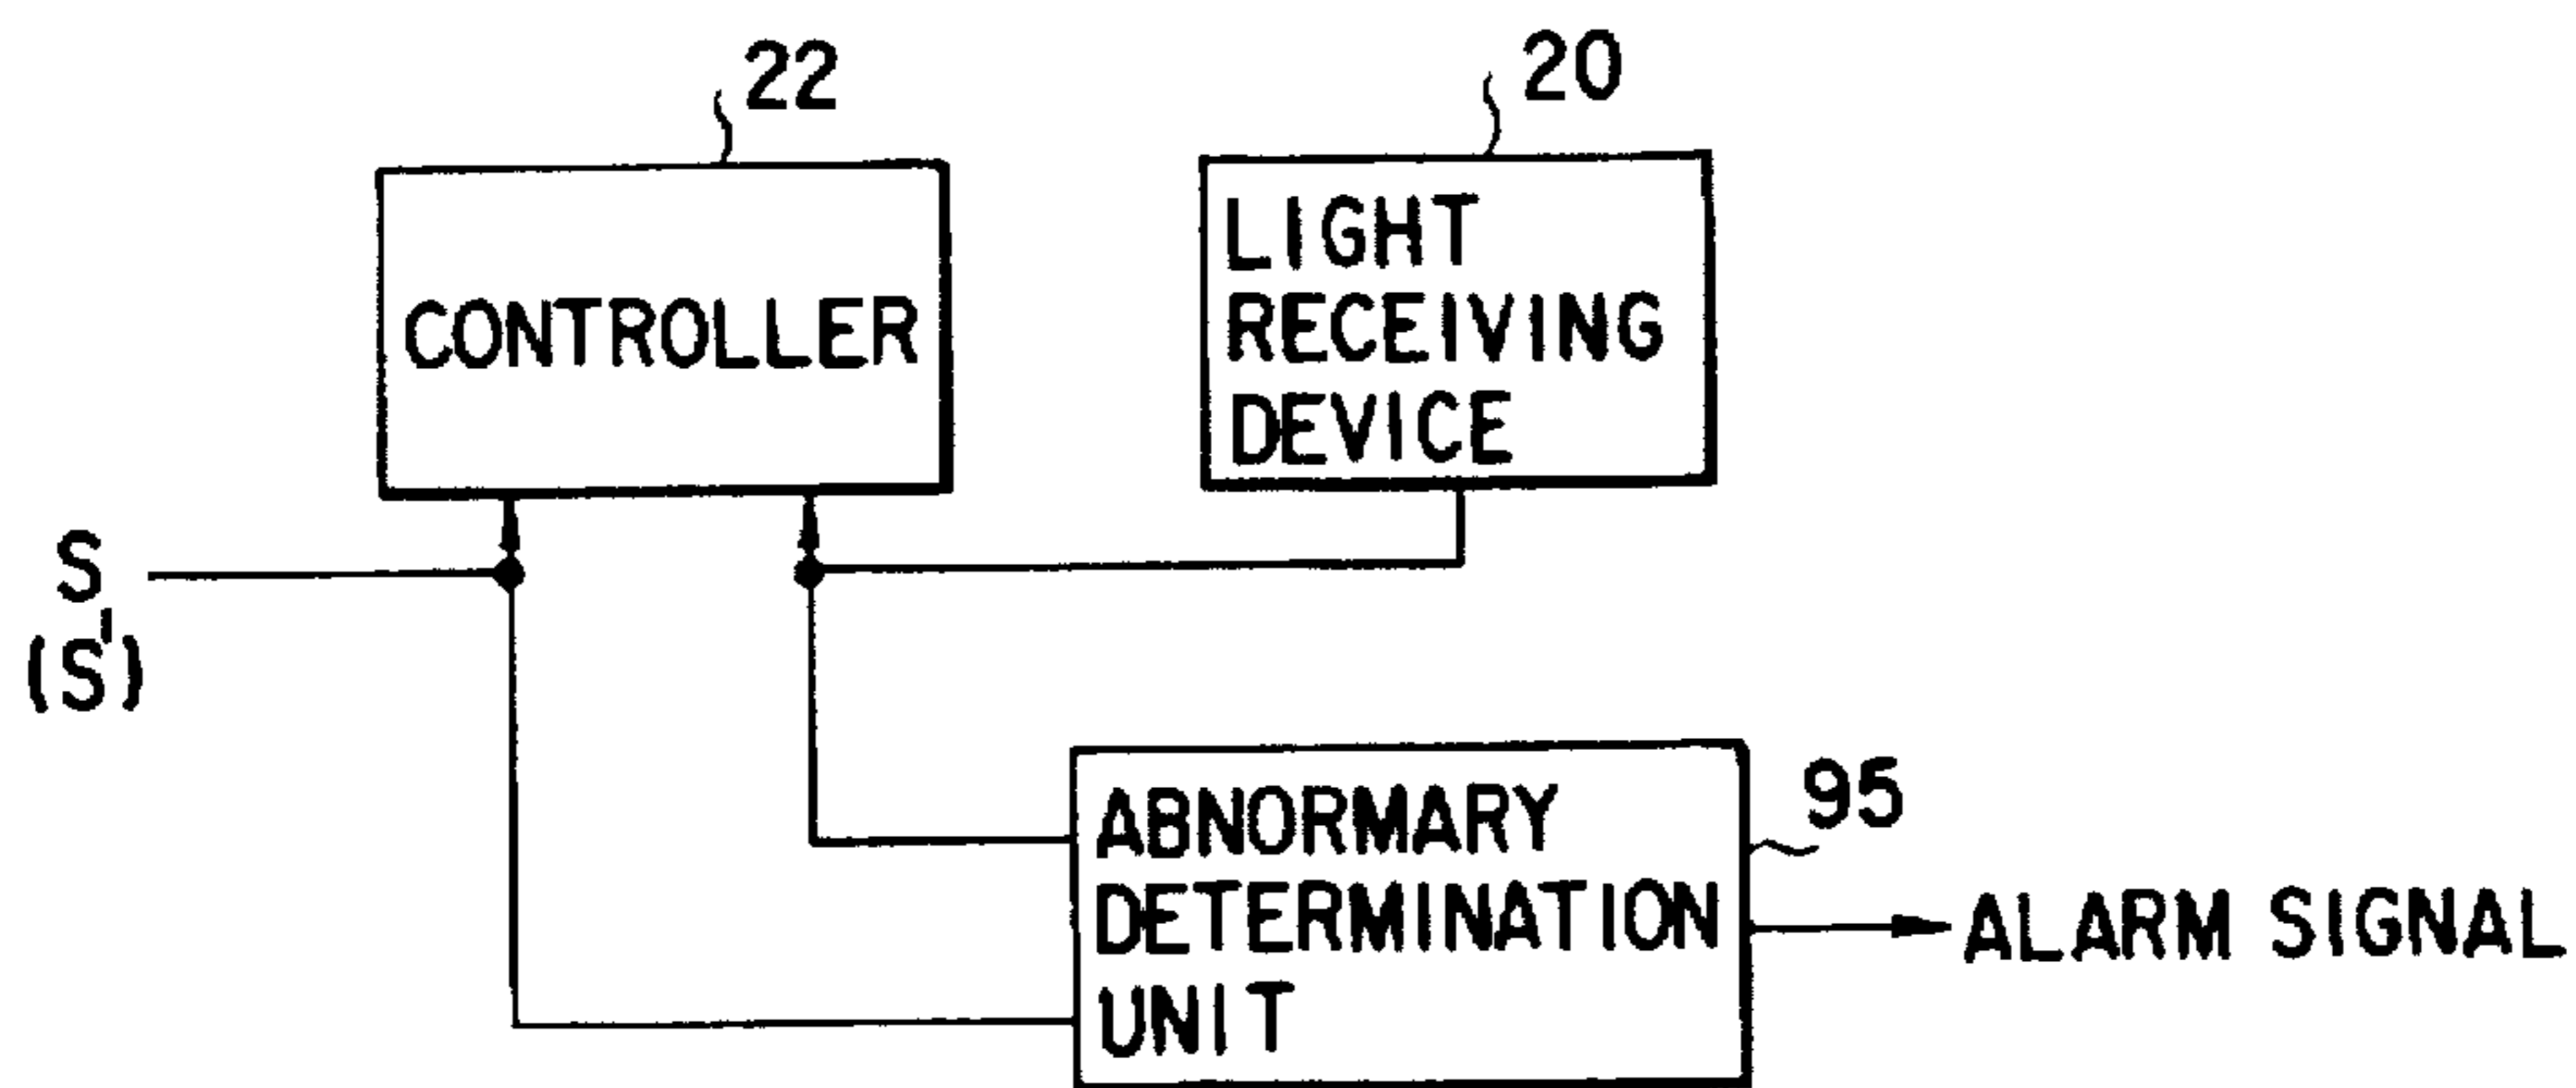 22
20
CONTROLLER
LIGHT
RECEIVING
DEVICE
S
(S')
ABNORMARY
DETERMINATION
UNIT
95
ALARM SIGNAL